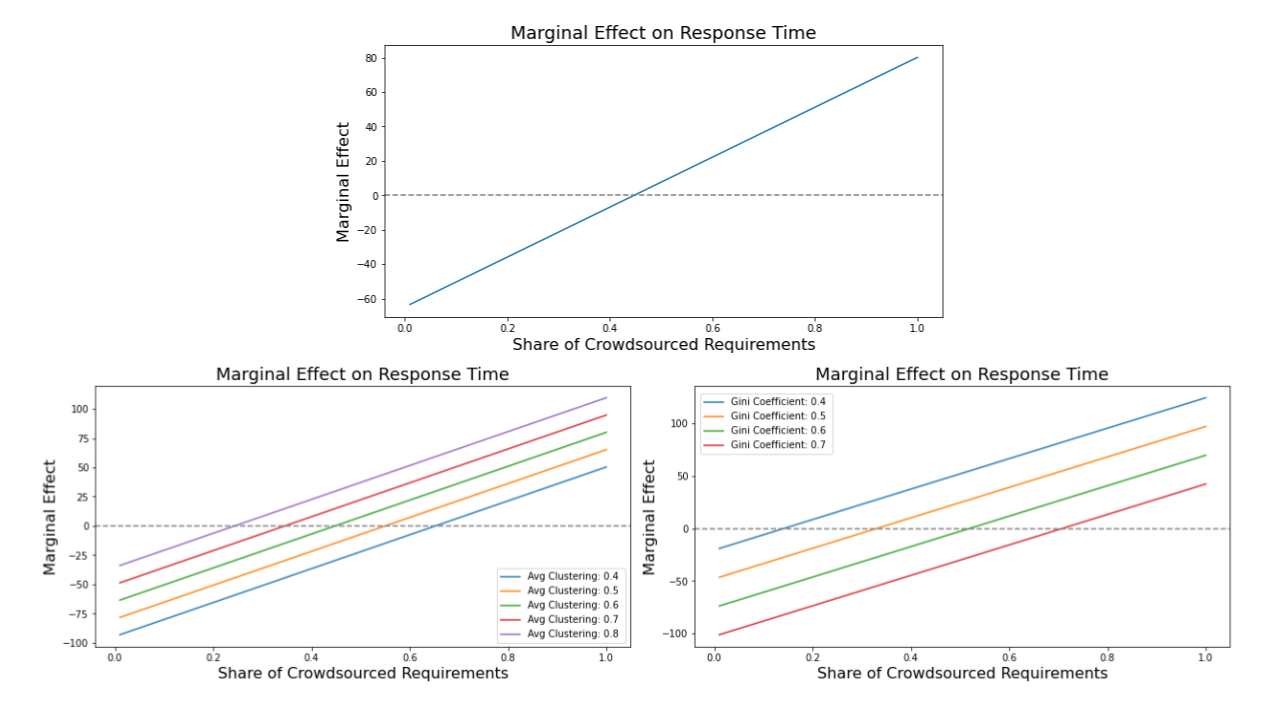 Marginal Effect on Response Time
80
60
40
20
0
−20
−40
−60
Marginal Effect
0.0 0.2 0.4 0.6 0.8 1.0
Share of Crowdsourced Requirements
Marginal Effect on Response Time
100
75
50
25
0
−25
−50
−75
−100
Marginal Effect
Avg Clustering: 0.4
Avg Clustering: 0.5
Avg Clustering: 0.6
Avg Clustering: 0.7
Avg Clustering: 0.8
0.0 0.2 0.4 0.6 0.8 1.0
Share of Crowdsourced Requirements
Marginal Effect on Response Time
Gini Coefficient: 0.4
Gini Coefficient: 0.5
Gini Coefficient: 0.6
Gini Coefficient: 0.7
100
50
0
−50
−100
Marginal Effect
0.0 0.2 0.4 0.6 0.8 1.0
Share of Crowdsourced Requirements